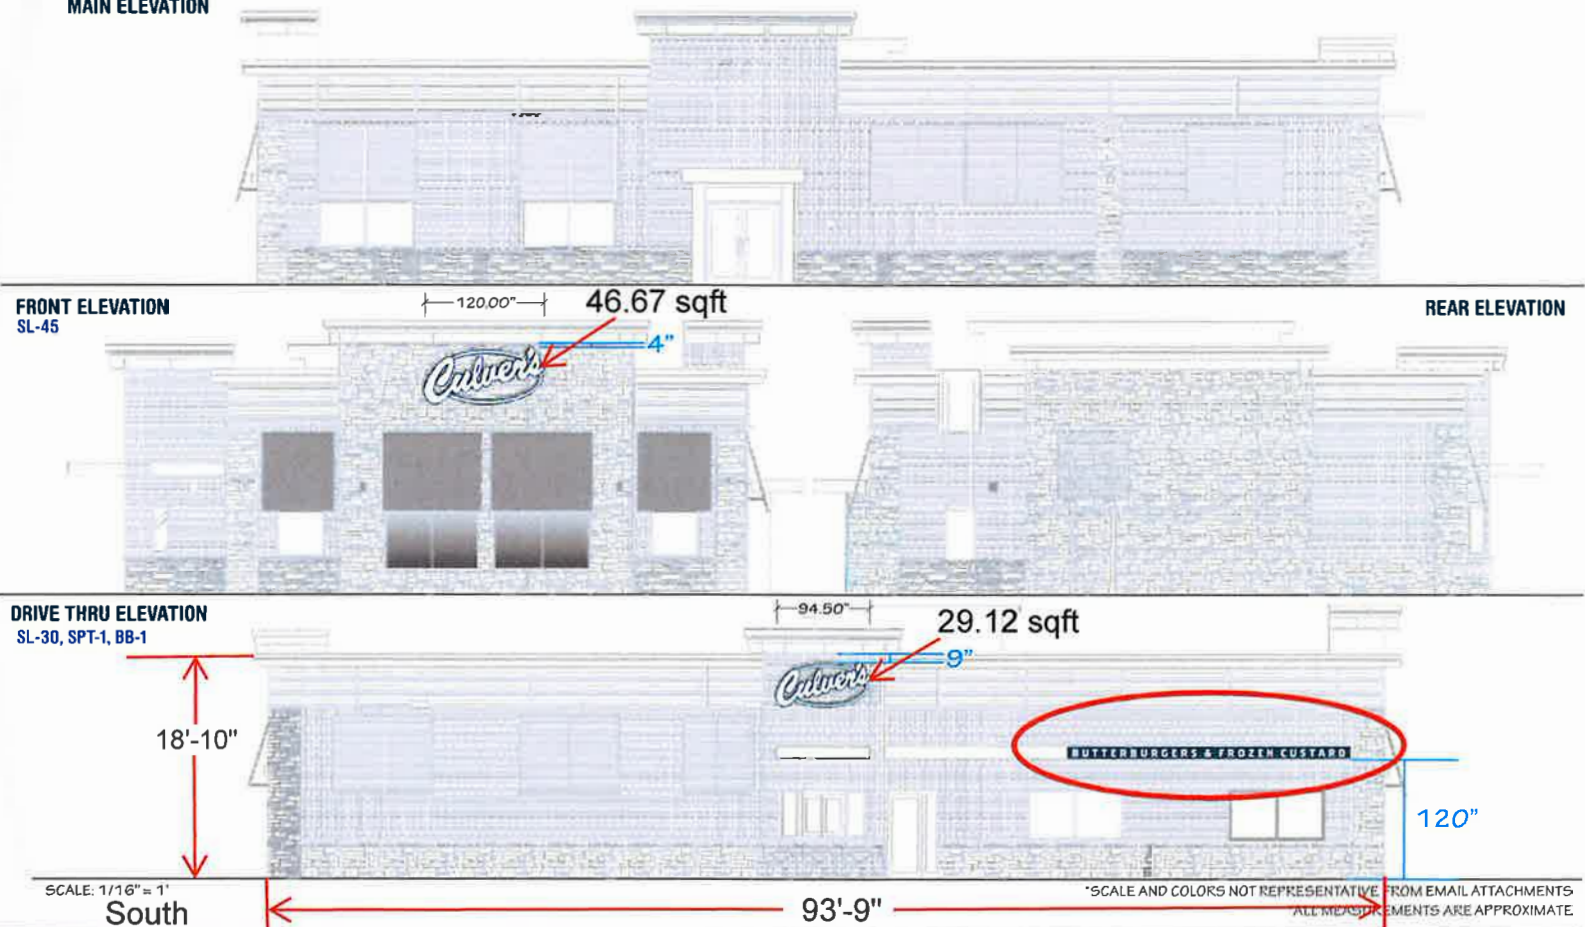 MAIN ELEVATION
FRONT ELEVATION
SL-45
120.00"
46.67 sqft
REAR ELEVATION
4"
Culver's
DRIVE THRU ELEVATION
SL-30, SPT-1, BB-1
94.50"
29.12 sqft
9"
Culver's
18'-10"
BUTTERBURGERS & FROZEN CUSTARD
120"
SCALE: 1/16" = 1'
*SCALE AND COLORS NOT REPRESENTATIVE FROM EMAIL ATTACHMENTS
South
93'-9"
*ALL MEASUREMENTS ARE APPROXIMATE